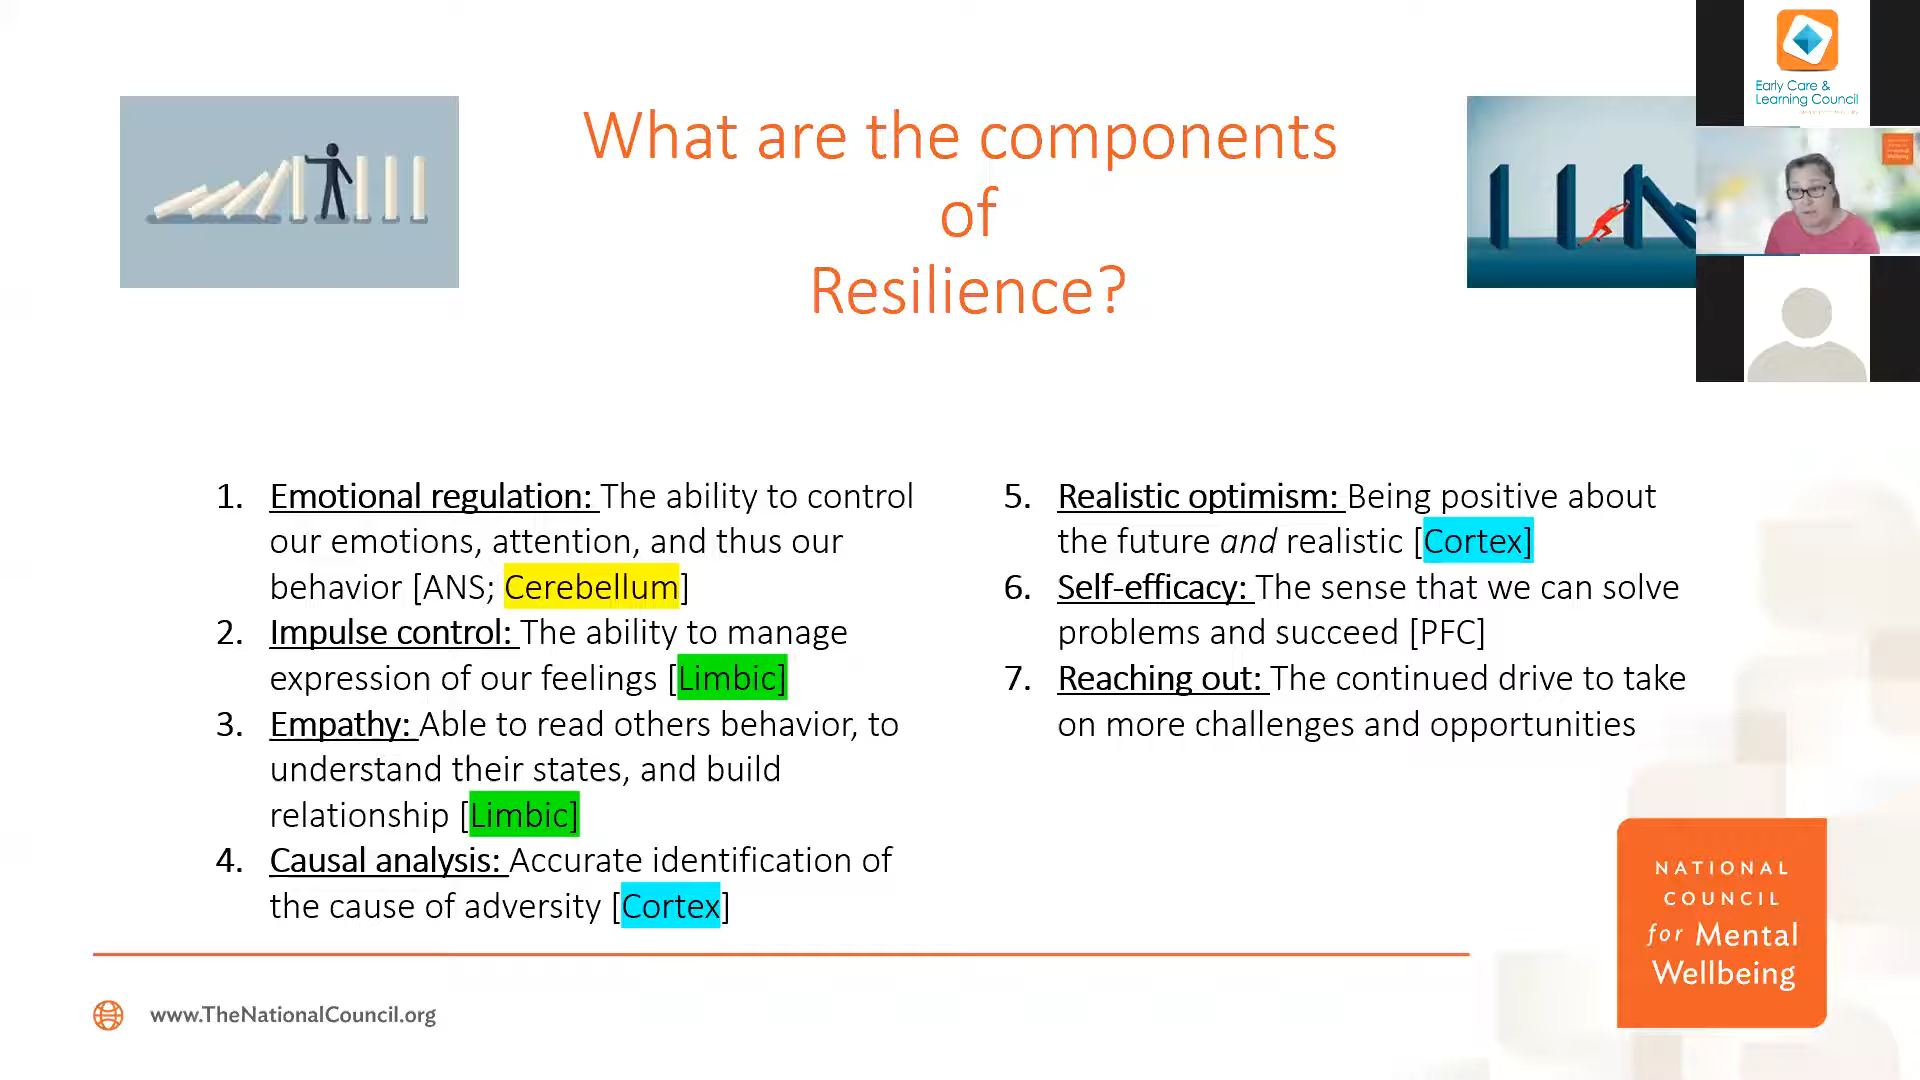 What are the components
of
Resilience?
Early Care &
Learning Council
1. Emotional regulation: The ability to control
our emotions, attention, and thus our
behavior [ANS; Cerebellum]
2. Impulse control: The ability to manage
expression of our feelings [Limbic]
3. Empathy: Able to read others behavior, to
understand their states, and build
relationship [Limbic]
4. Causal analysis: Accurate identification of
the cause of adversity [Cortex]
5. Realistic optimism: Being positive about
the future and realistic [Cortex]
6. Self-efficacy: The sense that we can solve
problems and succeed [PFC]
7. Reaching out: The continued drive to take
on more challenges and opportunities
NATIONAL
COUNCIL
for Mental
Wellbeing
www.TheNationalCouncil.org